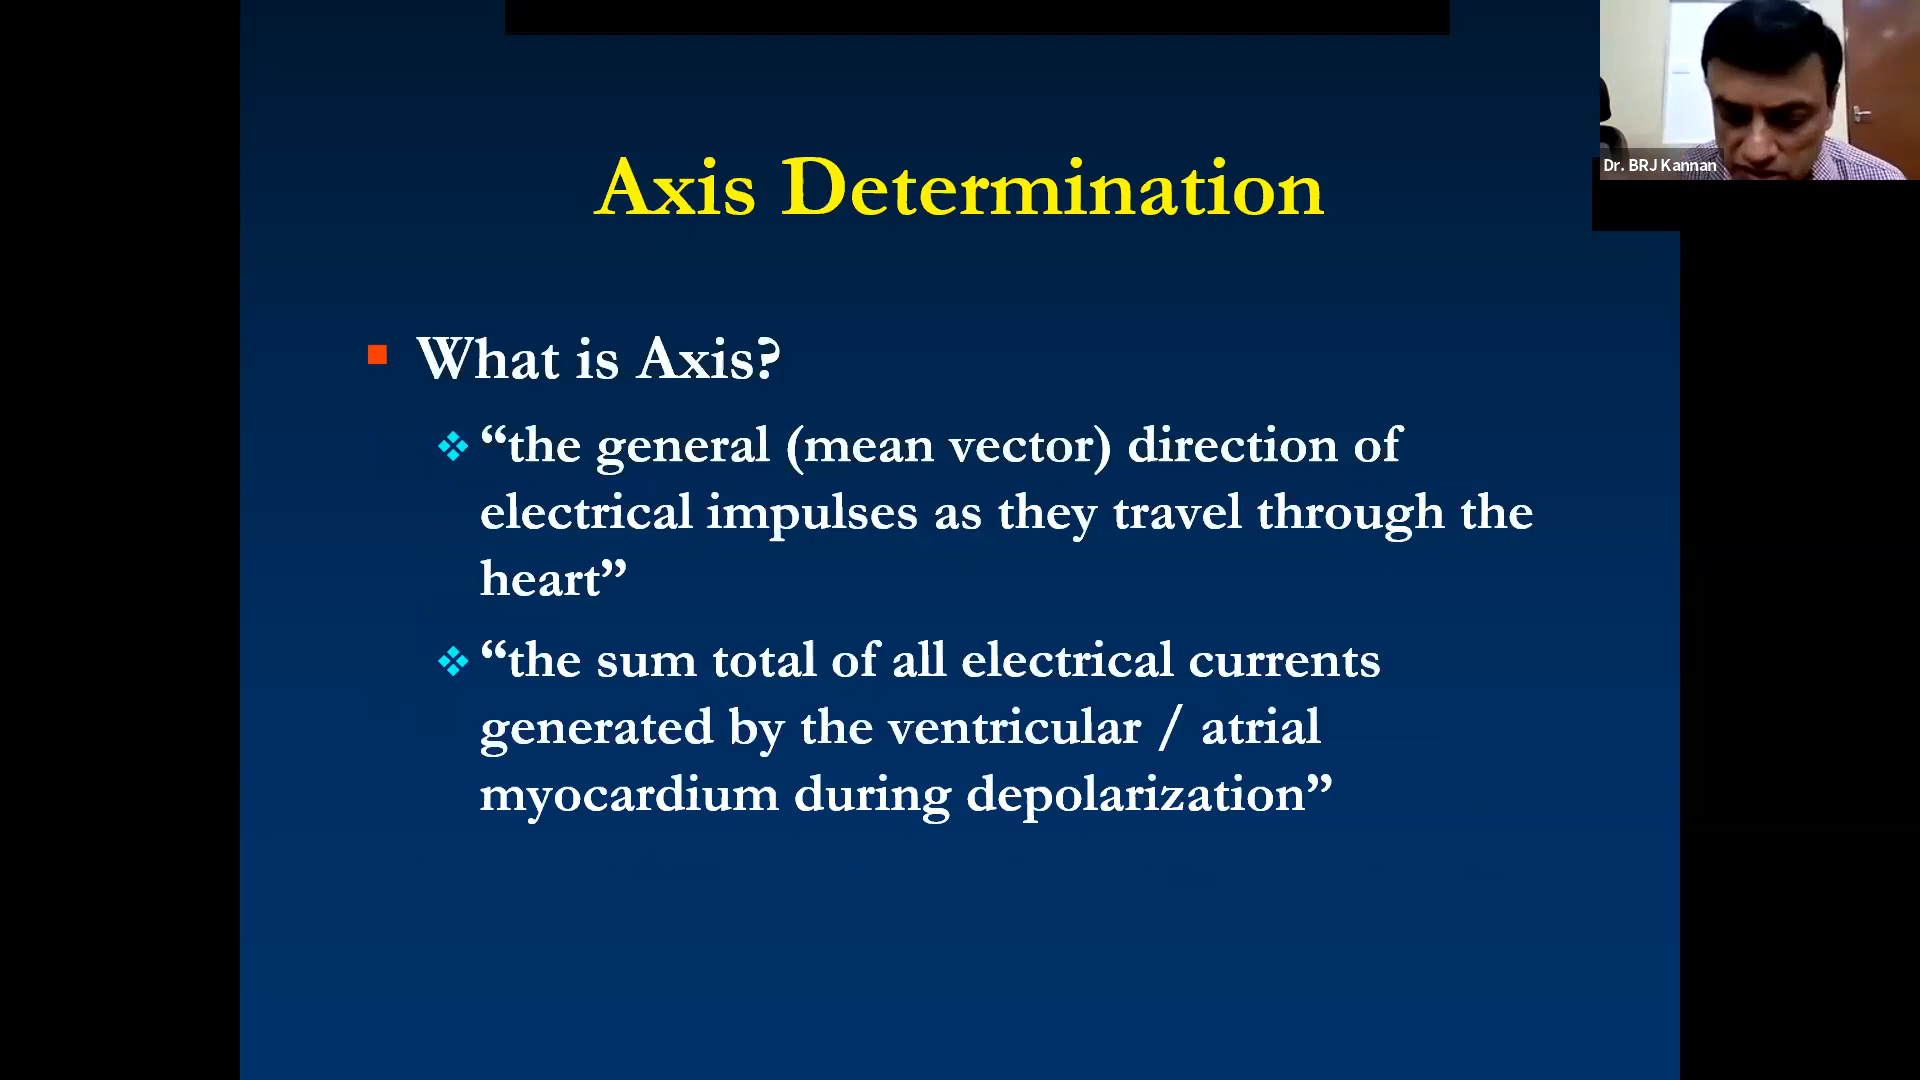 Dr. BRJ Kannan
Axis Determination
What is Axis?
“the general (mean vector) direction of
electrical impulses as they travel through the
heart”
“the sum total of all electrical currents
generated by the ventricular / atrial
myocardium during depolarization”